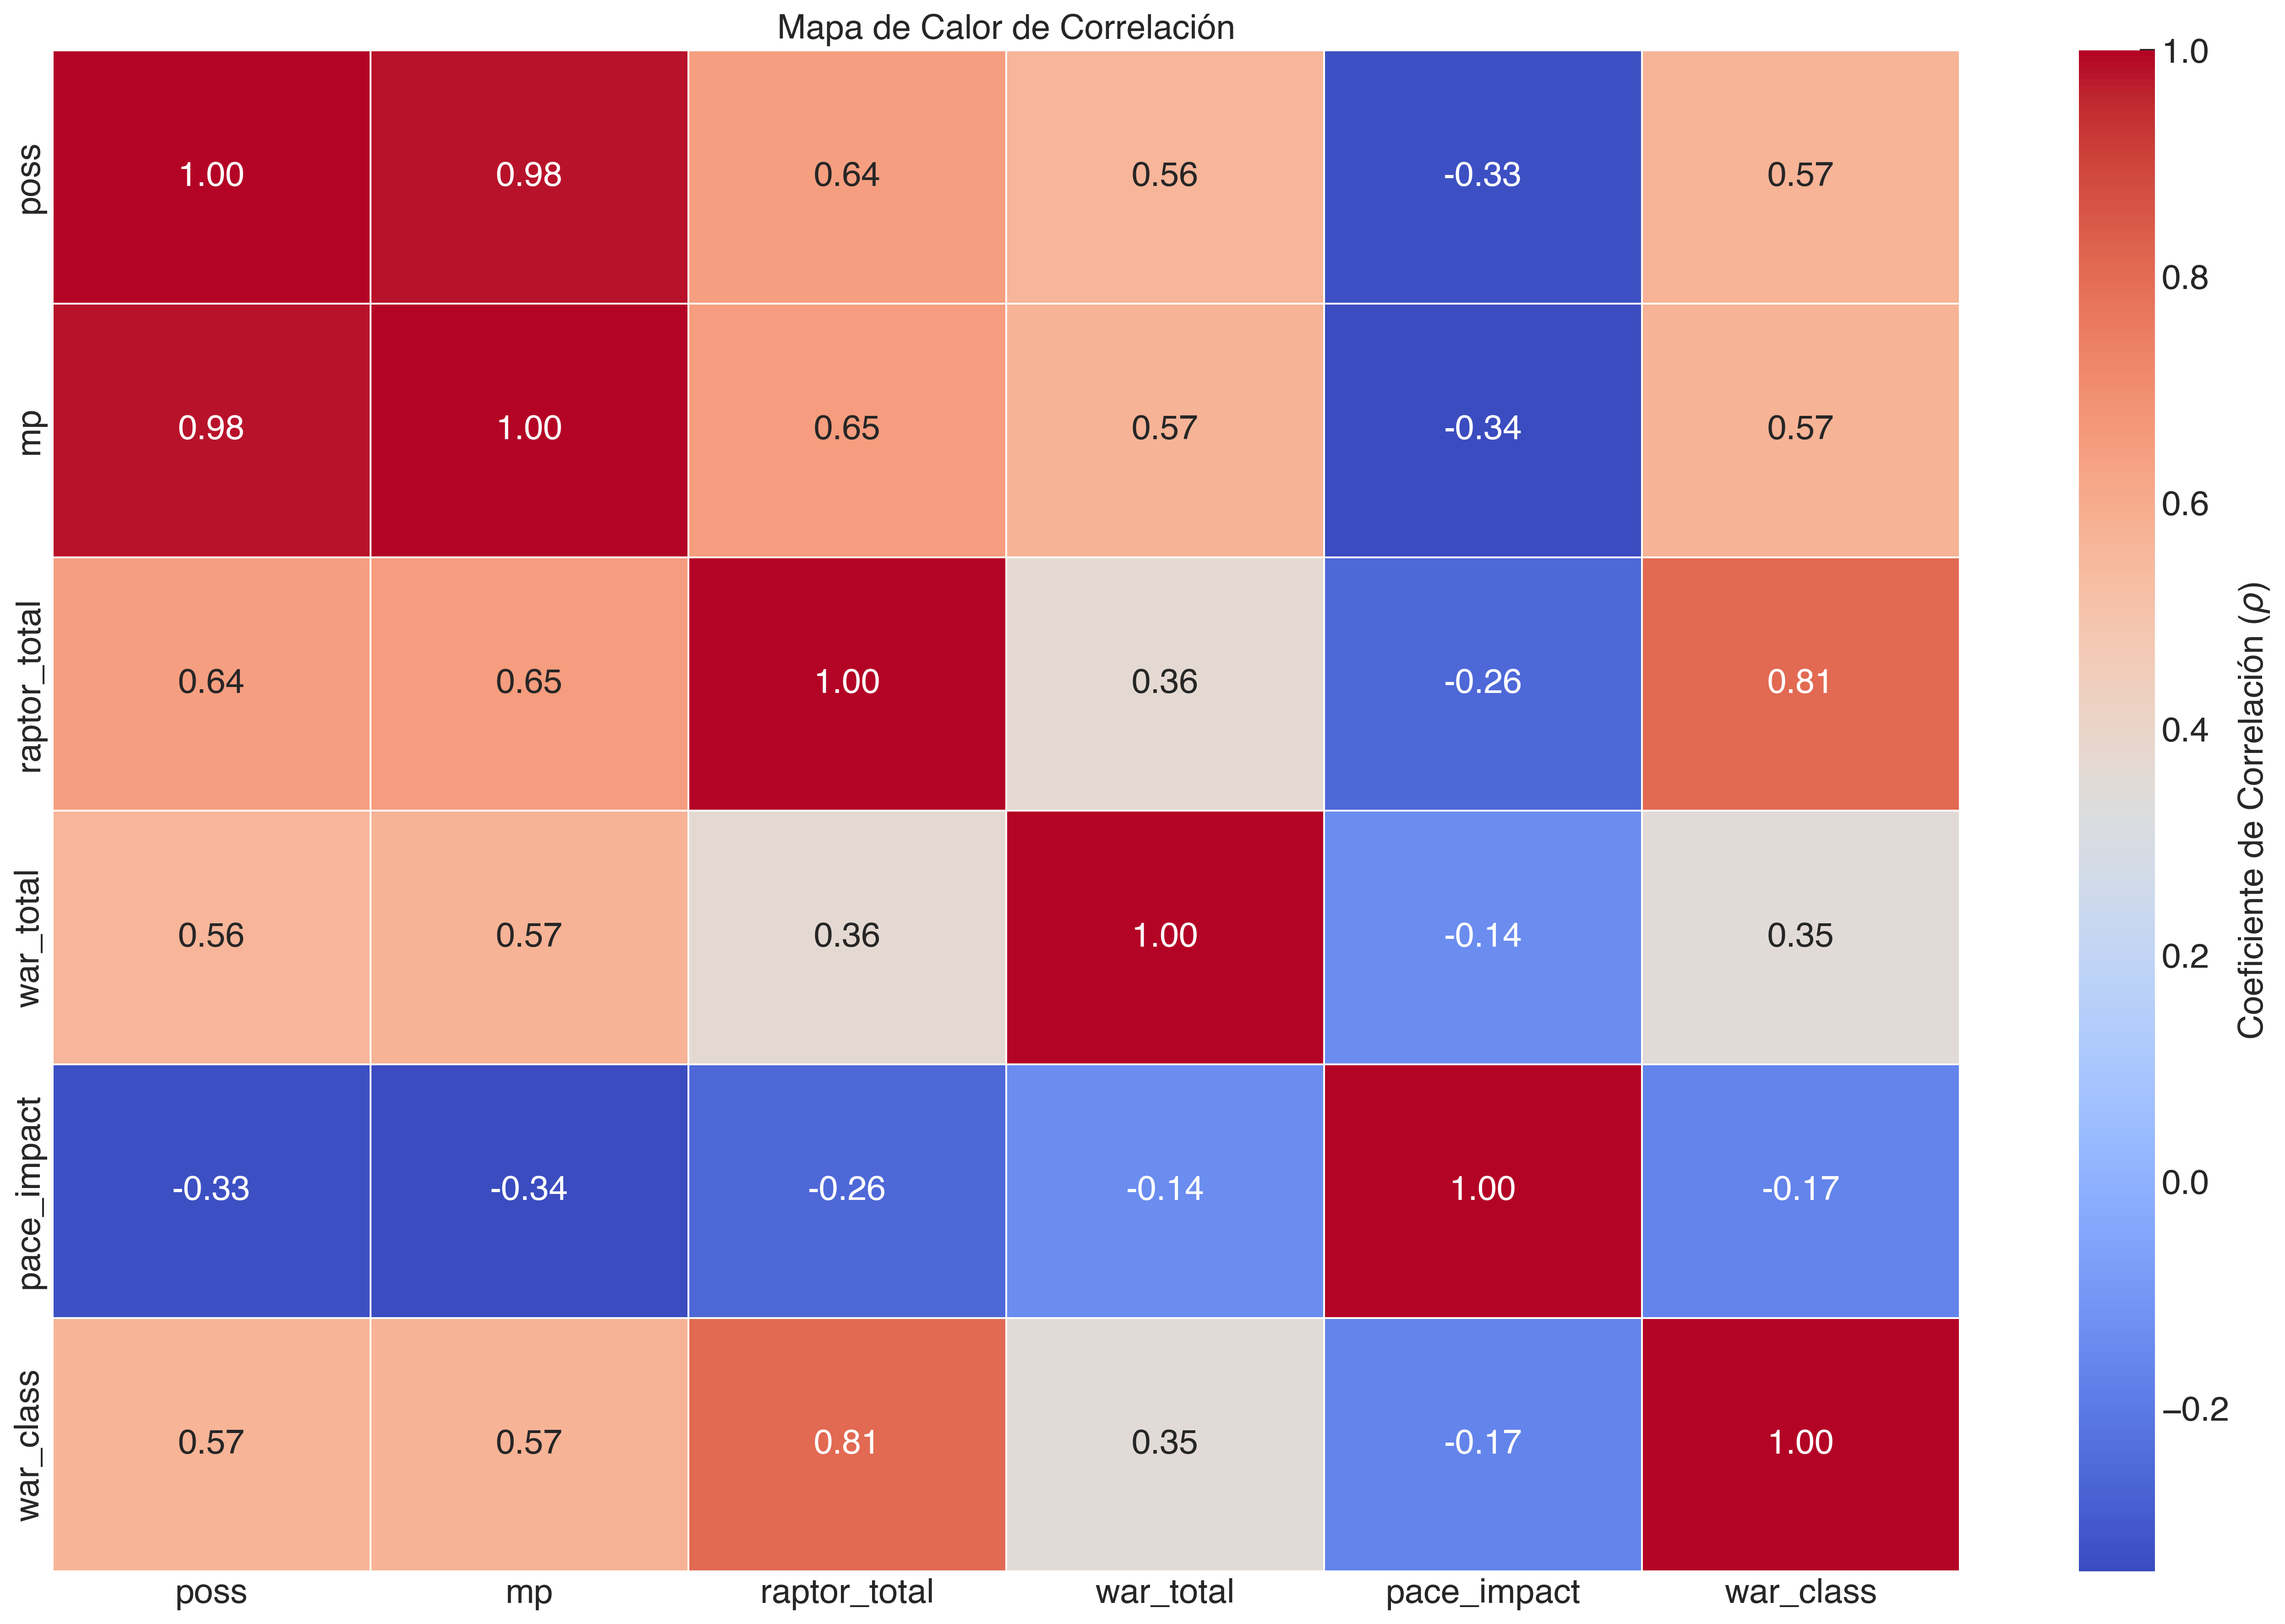 Mapa de Calor de Correlación
poss 1.00 0.98 0.64 0.56 -0.33 0.57
mp 0.98 1.00 0.65 0.57 -0.34 0.57
raptor_total 0.64 0.65 1.00 0.36 -0.26 0.81
war_total 0.56 0.57 0.36 1.00 -0.14 0.35
pace_impact -0.33 -0.34 -0.26 -0.14 1.00 -0.17
war_class 0.57 0.57 0.81 0.35 -0.17 1.00
poss mp raptor_total war_total pace_impact war_class
1.0
0.8
0.6
0.4
0.2
0.0
−0.2
Coeficiente de Correlación (ρ)